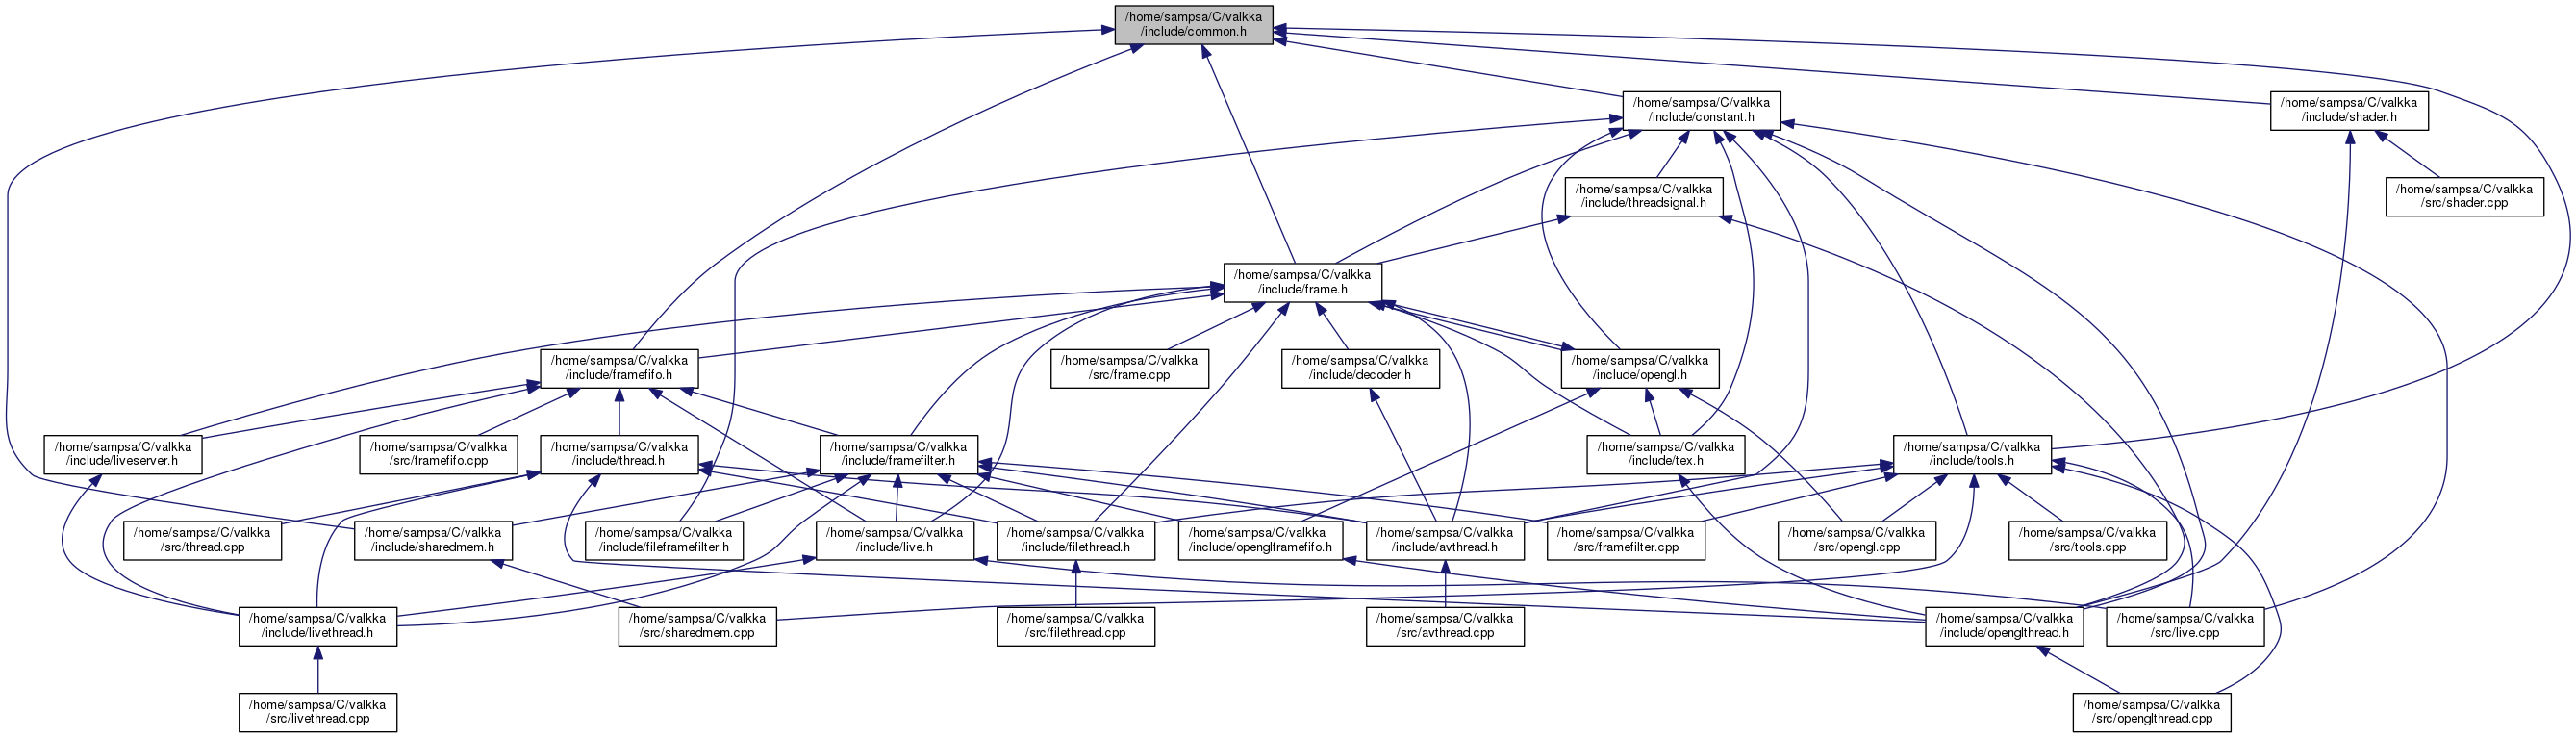 /home/sampsa/C/valkka
/include/common.h
/home/sampsa/C/valkka
/include/constant.h
/home/sampsa/C/valkka
/include/shader.h
/home/sampsa/C/valkka
/include/threadsignal.h
/home/sampsa/C/valkka
/src/shader.cpp
/home/sampsa/C/valkka
/include/frame.h
/home/sampsa/C/valkka
/include/framefifo.h
/home/sampsa/C/valkka
/src/frame.cpp
/home/sampsa/C/valkka
/include/decoder.h
/home/sampsa/C/valkka
/include/opengl.h
/home/sampsa/C/valkka
/include/liveserver.h
/home/sampsa/C/valkka
/src/framefifo.cpp
/home/sampsa/C/valkka
/include/thread.h
/home/sampsa/C/valkka
/include/framefilter.h
/home/sampsa/C/valkka
/include/tex.h
/home/sampsa/C/valkka
/include/tools.h
/home/sampsa/C/valkka
/src/thread.cpp
/home/sampsa/C/valkka
/include/sharedmem.h
/home/sampsa/C/valkka
/include/fileframefilter.h
/home/sampsa/C/valkka
/include/live.h
/home/sampsa/C/valkka
/include/filethread.h
/home/sampsa/C/valkka
/include/openglframefifo.h
/home/sampsa/C/valkka
/include/avthread.h
/home/sampsa/C/valkka
/src/framefilter.cpp
/home/sampsa/C/valkka
/src/opengl.cpp
/home/sampsa/C/valkka
/src/tools.cpp
/home/sampsa/C/valkka
/include/livethread.h
/home/sampsa/C/valkka
/src/sharedmem.cpp
/home/sampsa/C/valkka
/src/filethread.cpp
/home/sampsa/C/valkka
/src/avthread.cpp
/home/sampsa/C/valkka
/include/openglthread.h
/home/sampsa/C/valkka
/src/live.cpp
/home/sampsa/C/valkka
/src/livethread.cpp
/home/sampsa/C/valkka
/src/openglthread.cpp